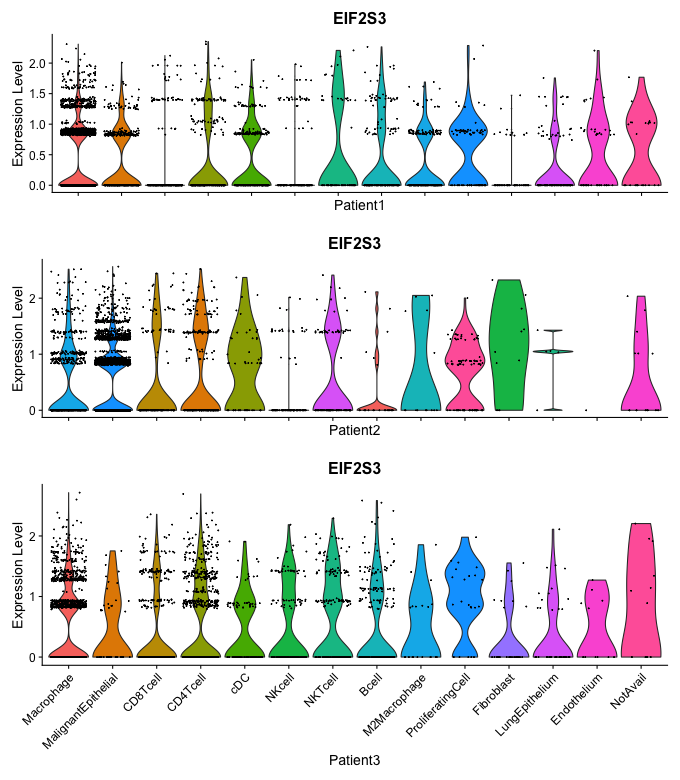 EIF2S3
Expression Level
2.0
1.5
1.0
0.5
0.0
Patient1
EIF2S3
Expression Level
2
1
0
Patient2
EIF2S3
Expression Level
2
1
0
Macrophage
MalignantEpithelial
CD8Tcell
CD4Tcell
cDC
NKcell
NKTcell
Bcell
M2Macrophage
ProliferatingCell
Fibroblast
LungEpithelium
Endothelium
NotAvail
Patient3